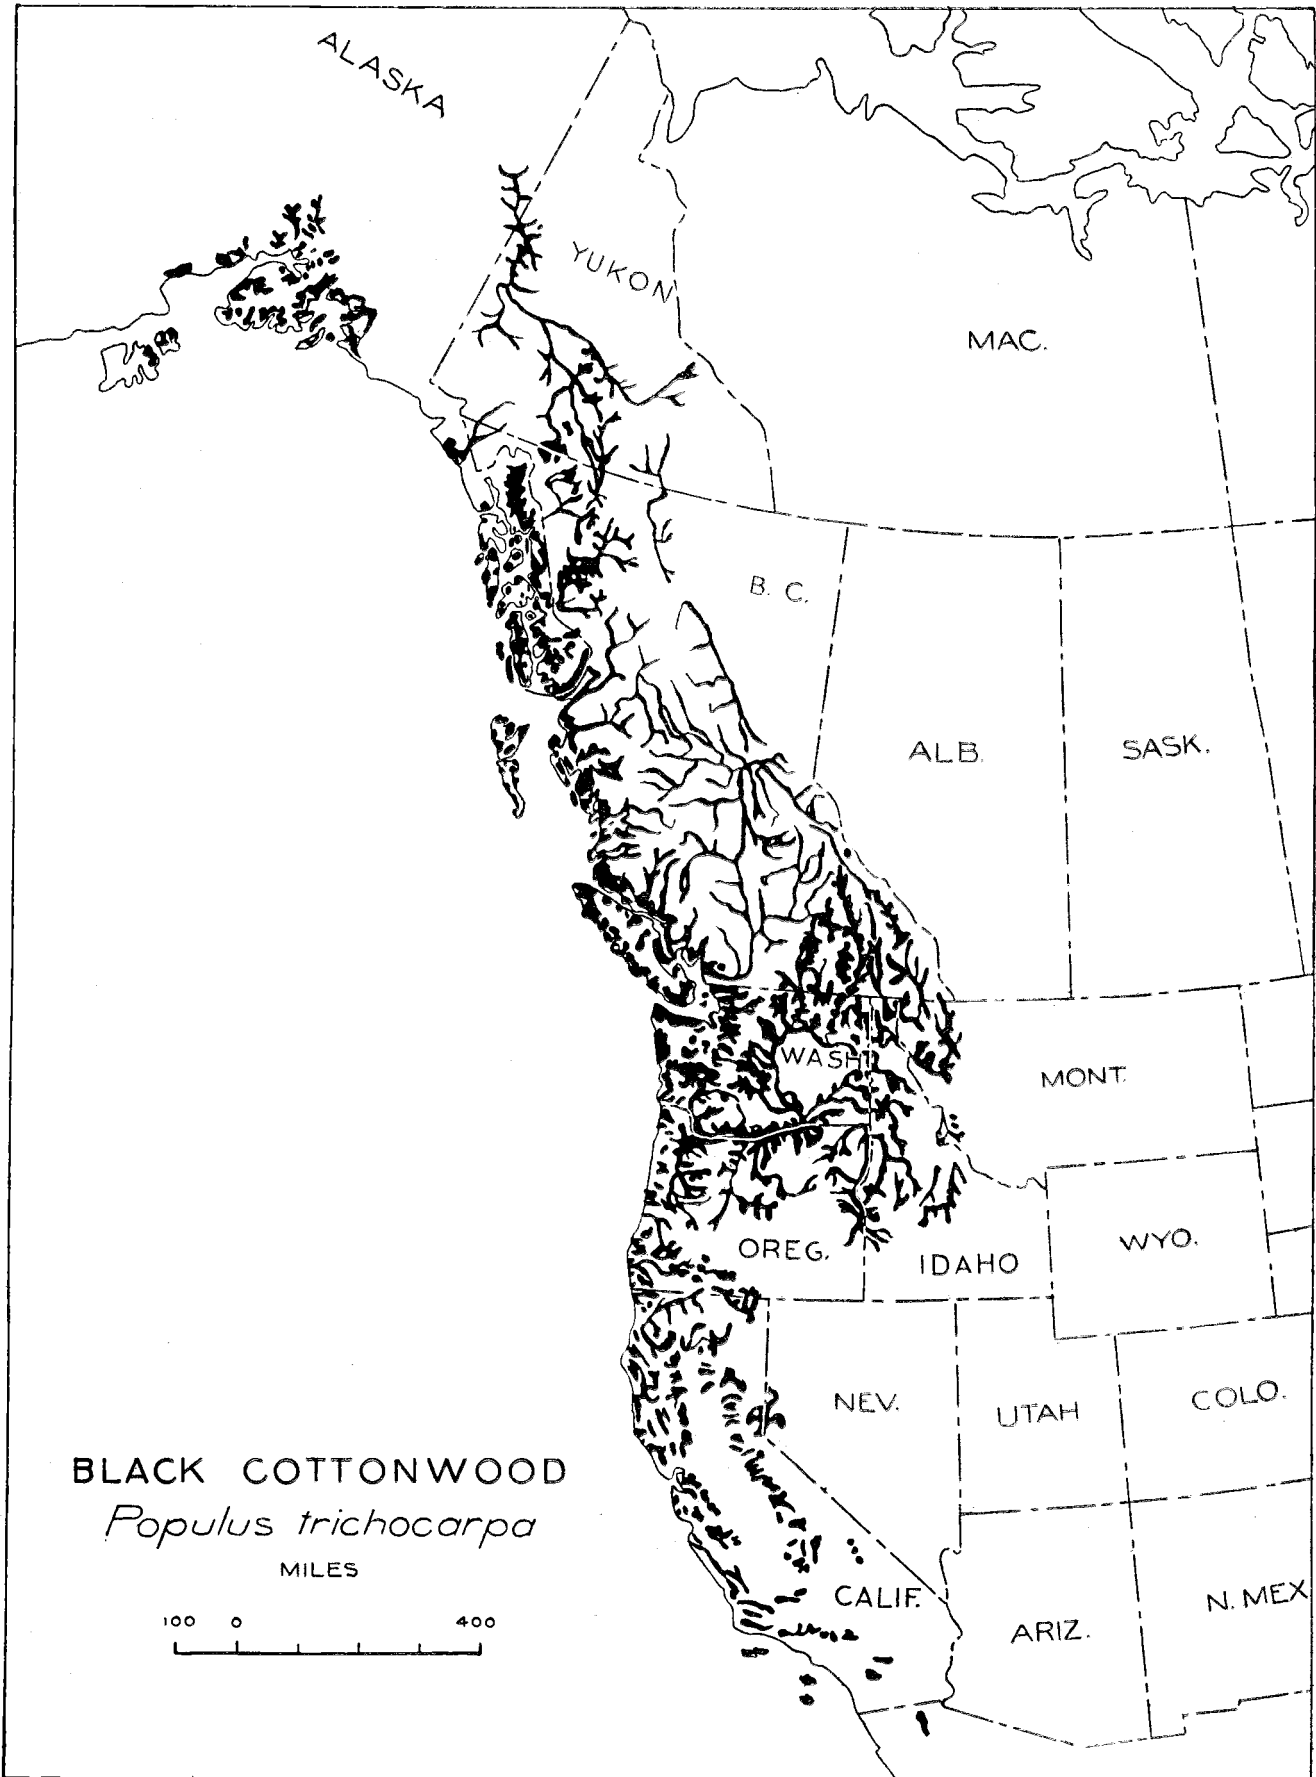 ALASKA
YUKON
MAC.
B. C.
ALB.
SASK.
WASH.
MONT.
OREG.
IDAHO
WYO.
NEV.
UTAH
COLO.
BLACK COTTONWOOD
Populus trichocarpa
MILES
100 0 400
CALIF.
ARIZ.
N. MEX